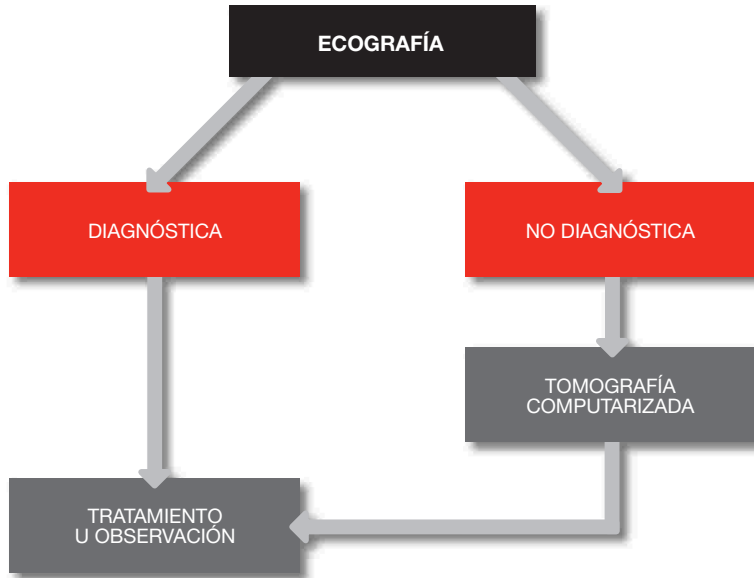 ECOGRAFÍA
DIAGNÓSTICA
NO DIAGNÓSTICA
TOMOGRAFÍA
COMPUTARIZADA
TRATAMIENTO
U OBSERVACIÓN